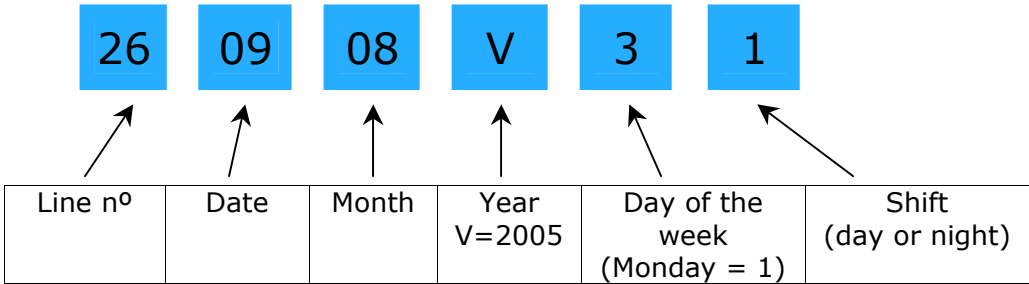 26 09 08 V 3 1
Line nº Date Month Year Day of the Shift
V=2005 week (day or night)
(Monday = 1)